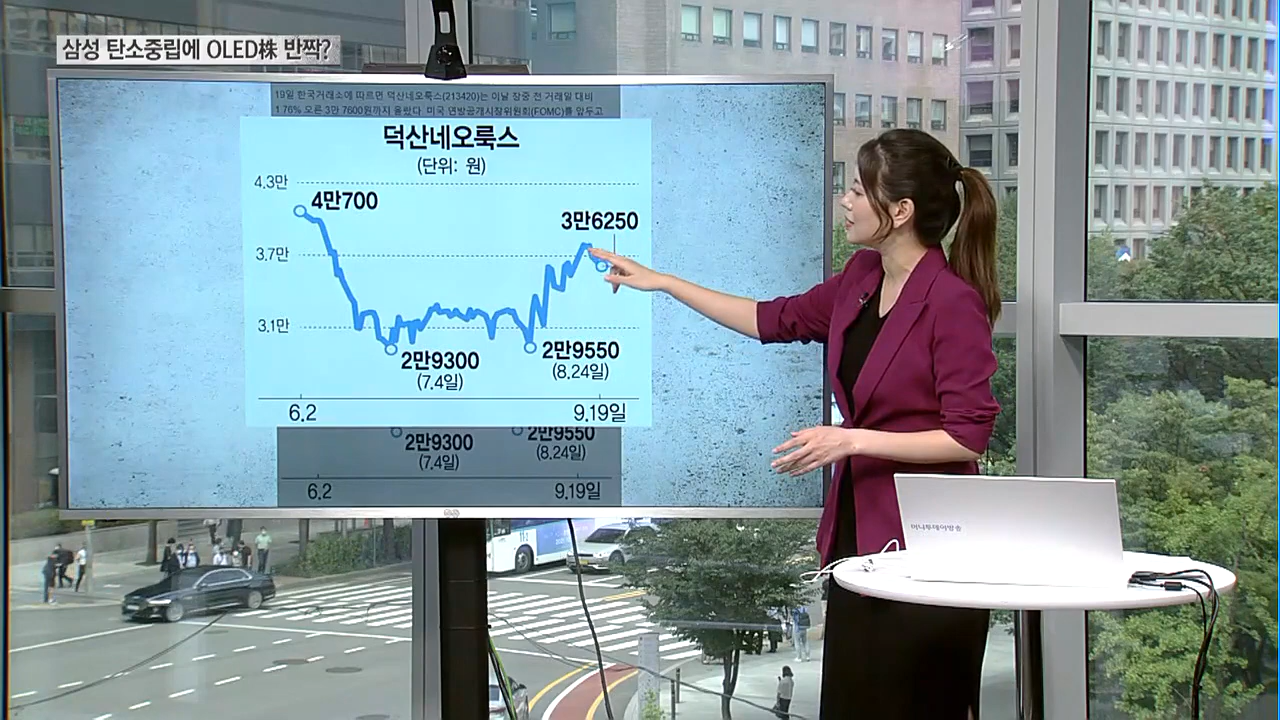 삼성 탄소중립에 OLED株 반짝?
19일 한국거래소에 따르면 덕산네오룩스(213420)는 이날 장중 전 거래일 대비
1.76% 오른 3만 7600원까지 올랐다. 미국 연방공개시장위원회(FOMC)를 앞두고
덕산네오룩스
(단위: 원)
4.3만
4만700
3만6250
3.7만
3.1만
2만9300
(7.4일)
2만9550
(8.24일)
6.2
9.19일
2만9300
(7.4일)
2만9550
(8.24일)
6.2
9.19일
머니투데이방송